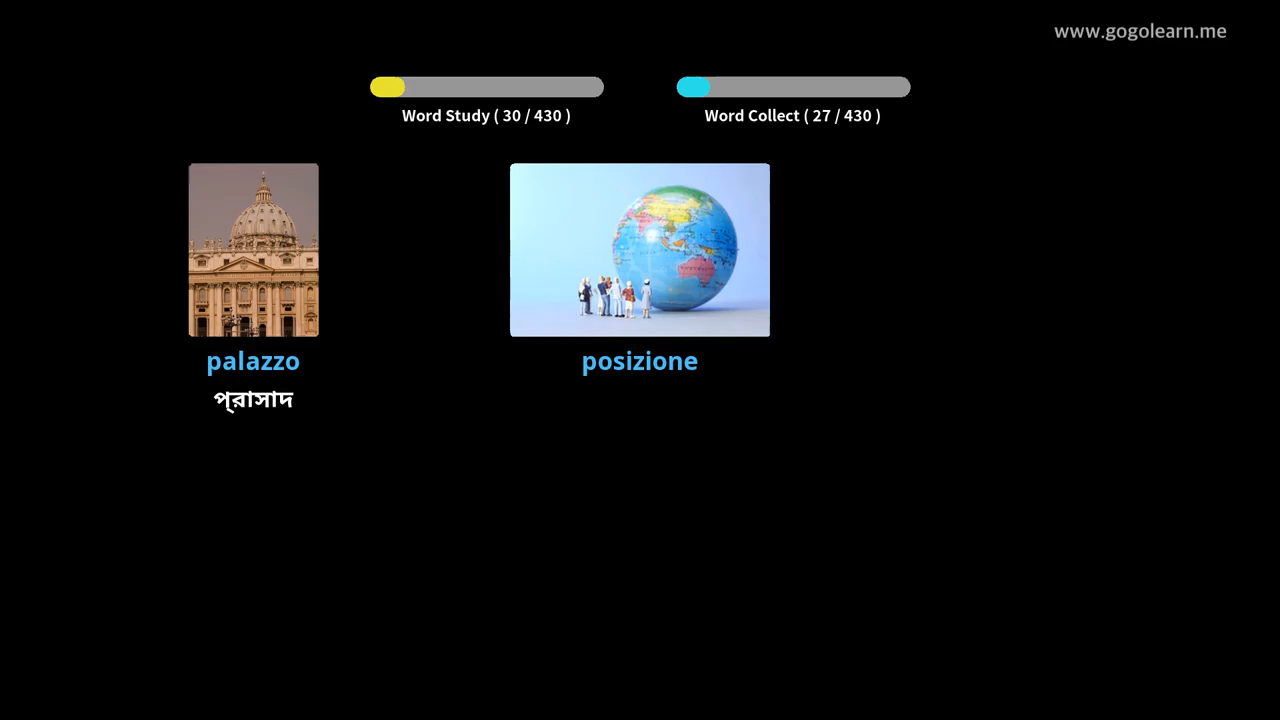 www.gogolearn.me
Word Study ( 30 / 430 )
Word Collect ( 27 / 430 )
palazzo
posizione
প্রাসাদ